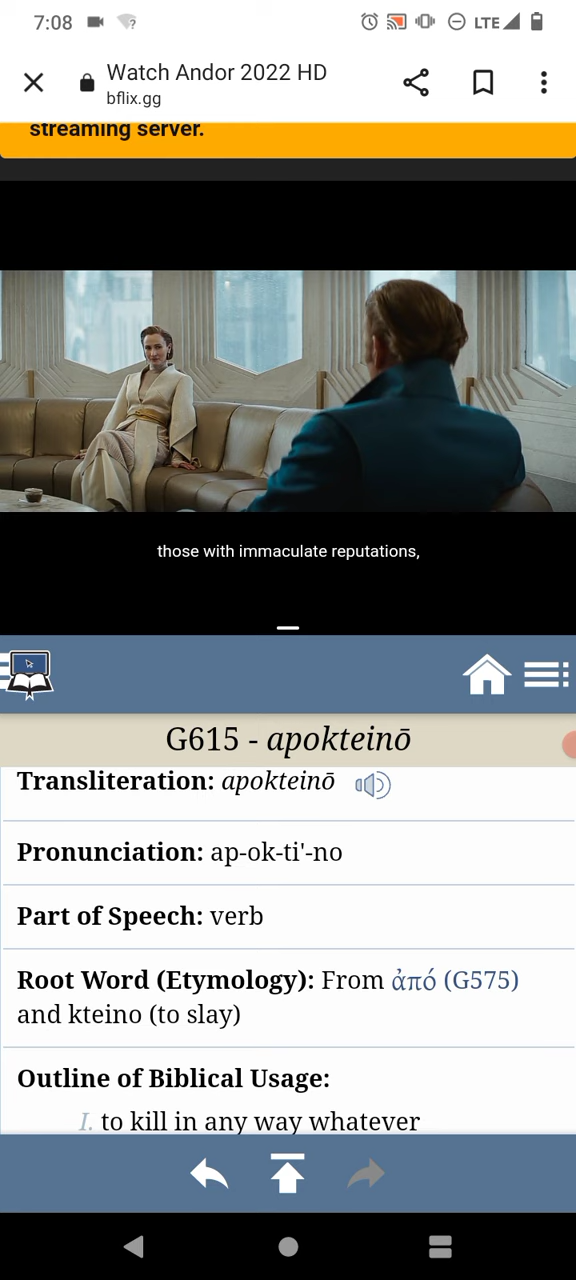 7:08
?
LTE
Watch Andor 2022 HD
bflix.gg
streaming server.
those with immaculate reputations,
G615 - apokteinō
Transliteration: apokteinō
Pronunciation: ap-ok-ti'-no
Part of Speech: verb
Root Word (Etymology): From ἀπό (G575)
and kteino (to slay)
Outline of Biblical Usage:
I. to kill in any way whatever